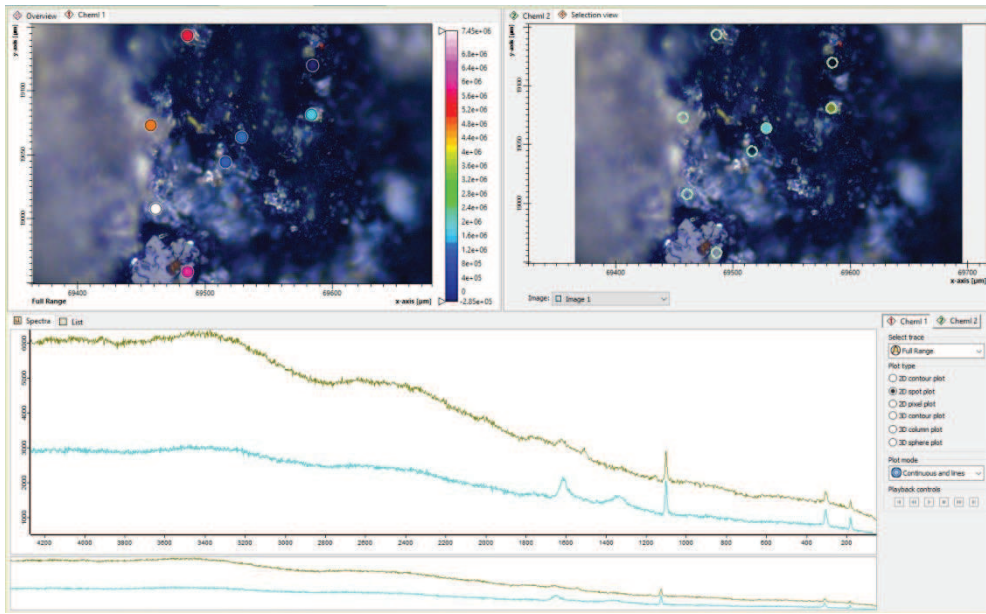 Overview
ChemI 1
ChemI 2
Selection view
y-axis [µm]
7.45e+06
6.8e+06
6.4e+06
6e+06
5.6e+06
5.2e+06
4.8e+06
4.4e+06
4e+06
3.6e+06
3.2e+06
2.8e+06
2.4e+06
2e+06
1.6e+06
1.2e+06
8e+05
0
-2.85e+05
69400 69500 69600
Full Range
x-axis [µm]
y-axis [µm]
69400 69500 69600 69700
x-axis [µm]
Image: Image 1
Spectra
List
6000
5000
4000
3000
2000
1000
4200 4000 3800 3600 3400 3200 3000 2800 2600 2400 2200 2000 1800 1600 1400 1200 1000 800 600 400 200
ChemI 1
ChemI 2
Select trace
Full Range
Plot type
2D contour plot
2D spot plot
2D pixel plot
3D contour plot
3D column plot
3D sphere plot
Plot mode
Continuous and lines
Playback controls